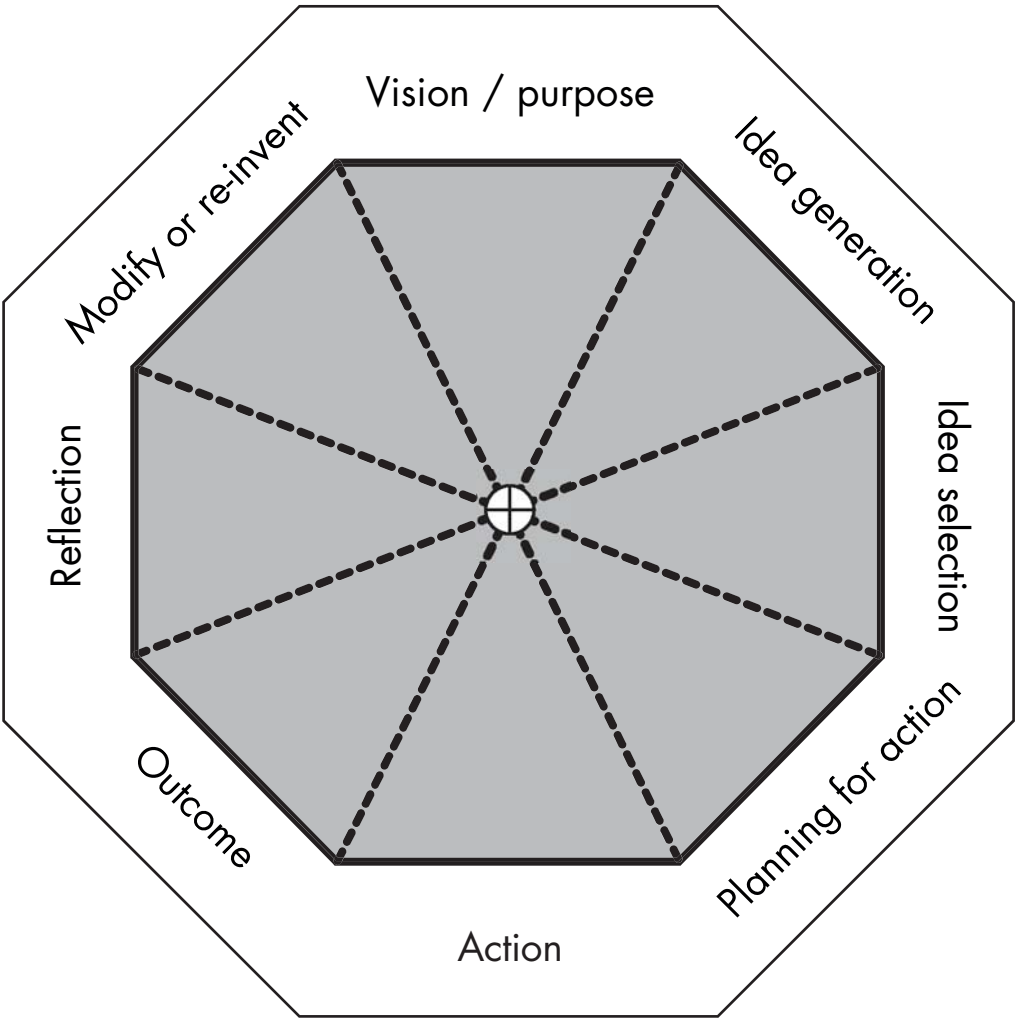 Vision / purpose
Idea generation
Idea selection
Planning for action
Action
Outcome
Reflection
Modify or re-invent